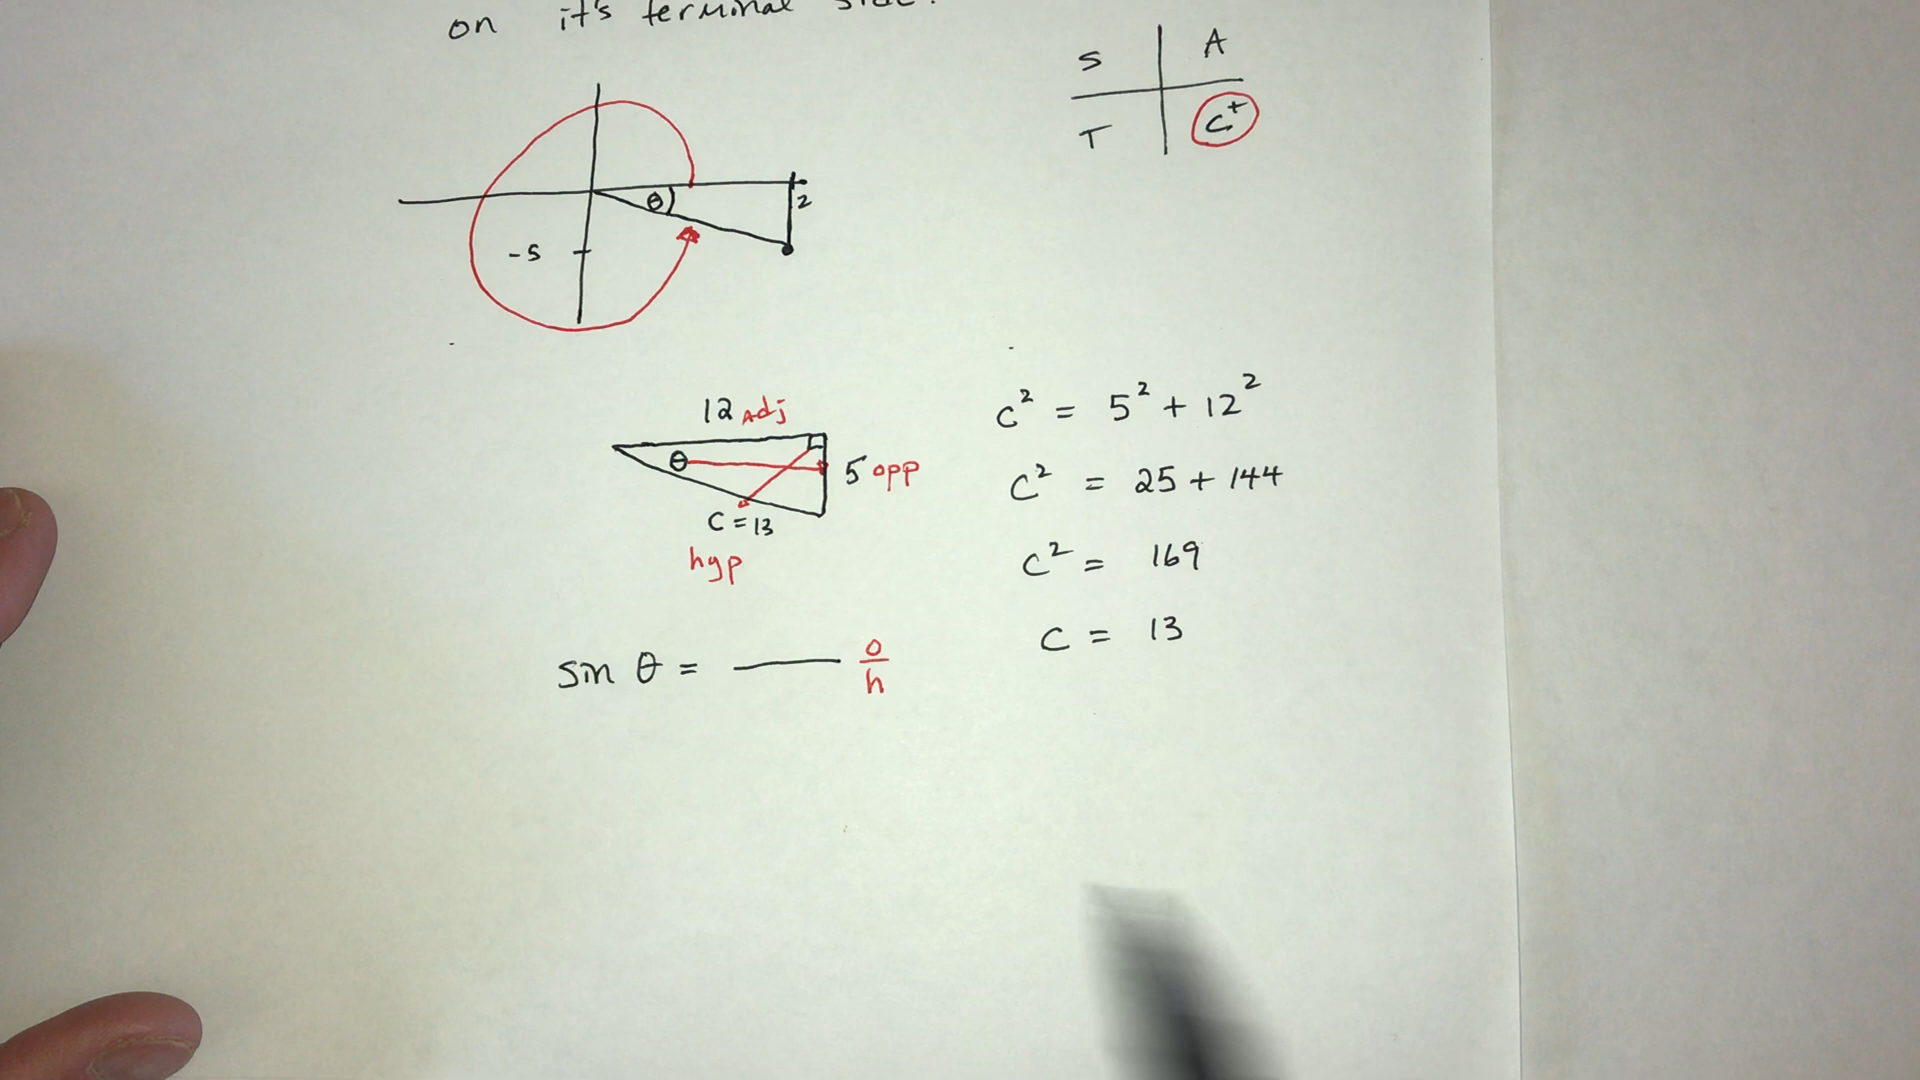 on it's terminal side.
S A
T C+
θ 2
-5
12 Adj
θ 5 opp
C = 13
hyp
sin θ = ―― o/h
c² = 5² + 12²
c² = 25 + 144
c² = 169
c = 13